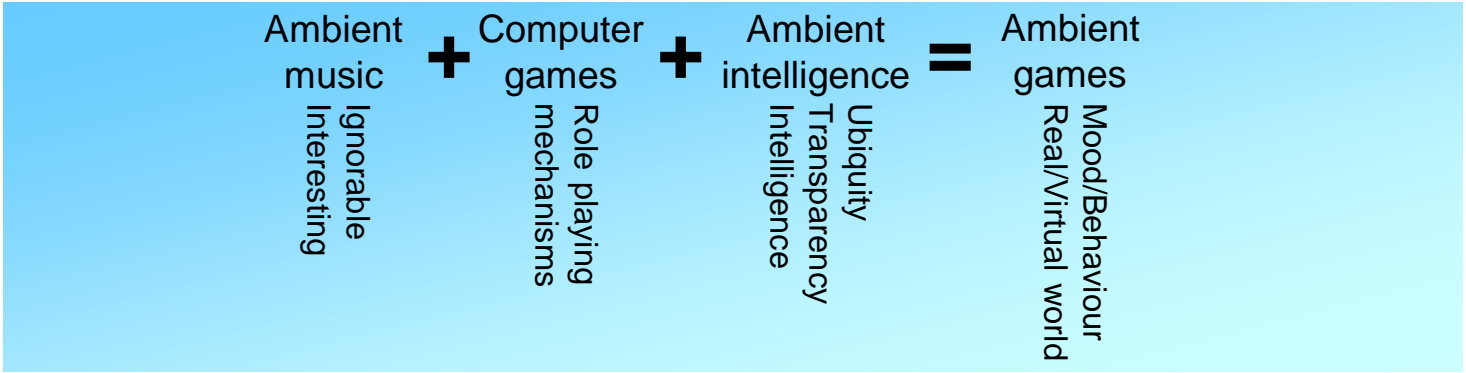 Ambient
music
+
Computer
games
+
Ambient
intelligence
=
Ambient
games
Ignorable
Interesting
Role playing
mechanisms
Ubiquity
Transparency
Intelligence
Mood/Behaviour
Real/Virtual world